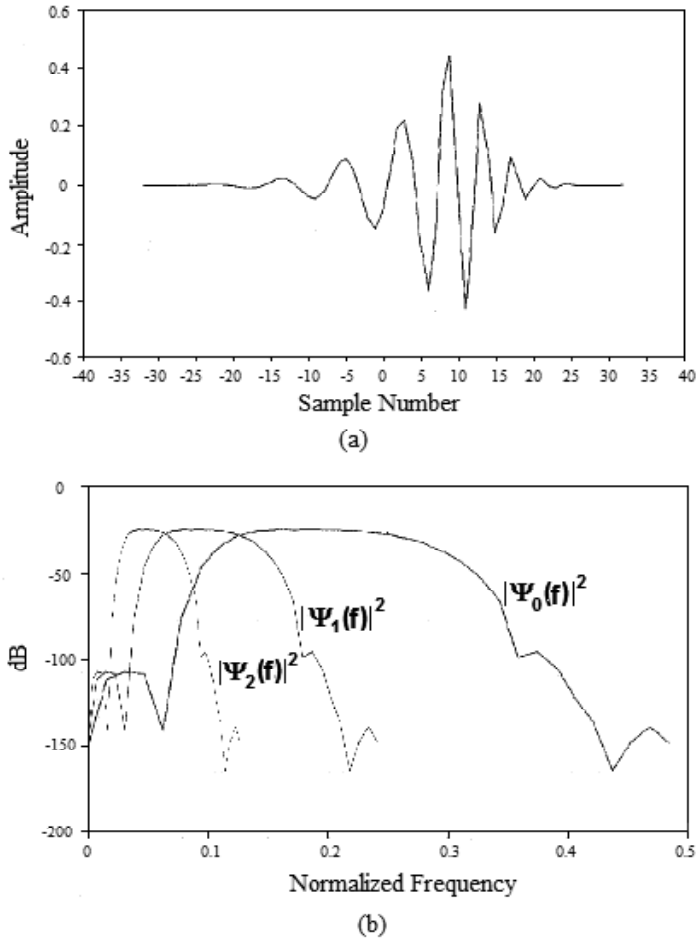 0.6
0.4
0.2
0
-0.2
-0.4
-0.6
Amplitude
-40 -35 -30 -25 -20 -15 -10 -5 0 5 10 15 20 25 30 35 40
Sample Number
(a)
0
-50
-100
-150
-200
dB
|Ψ₀(f)|²
|Ψ₁(f)|²
|Ψ₂(f)|²
0 0.1 0.2 0.3 0.4 0.5
Normalized Frequency
(b)